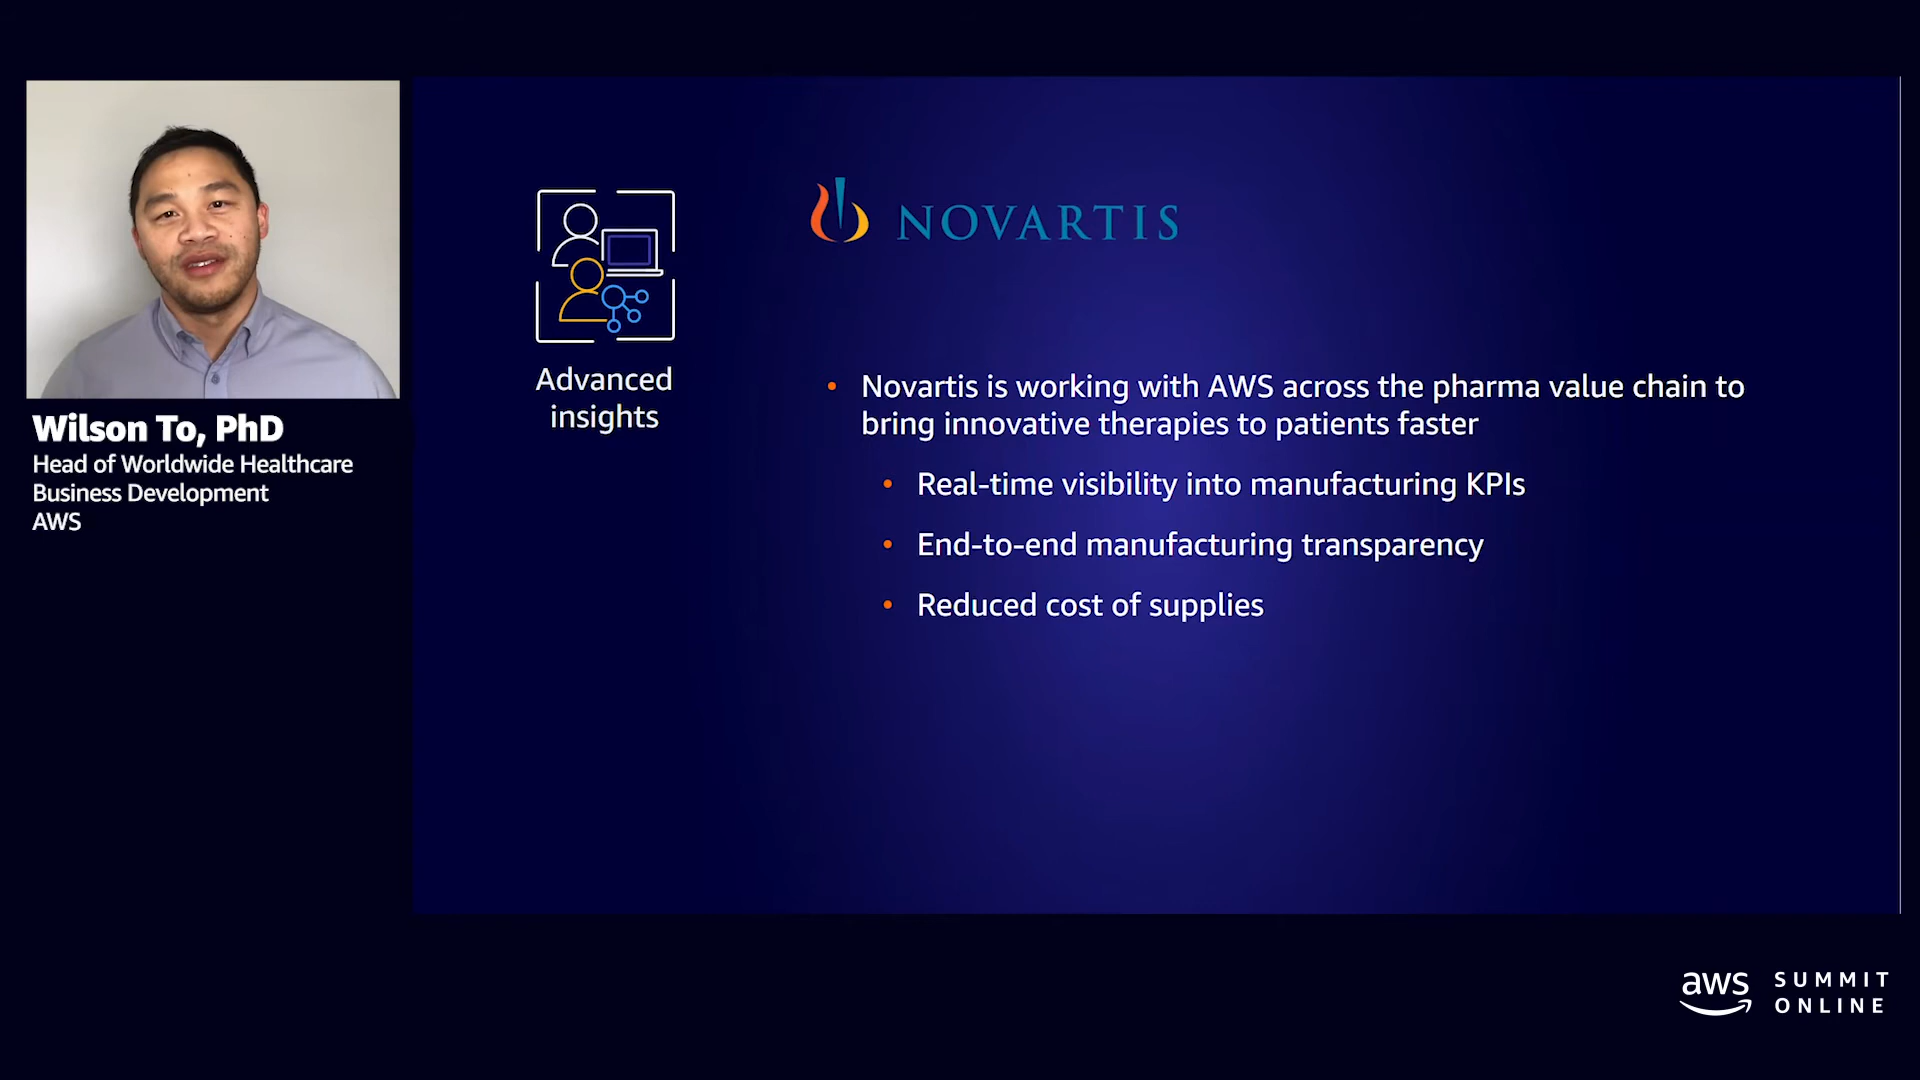 Wilson To, PhD
Head of Worldwide Healthcare
Business Development
AWS
Advanced
insights
NOVARTIS
• Novartis is working with AWS across the pharma value chain to
bring innovative therapies to patients faster
• Real-time visibility into manufacturing KPIs
• End-to-end manufacturing transparency
• Reduced cost of supplies
aws SUMMIT
ONLINE